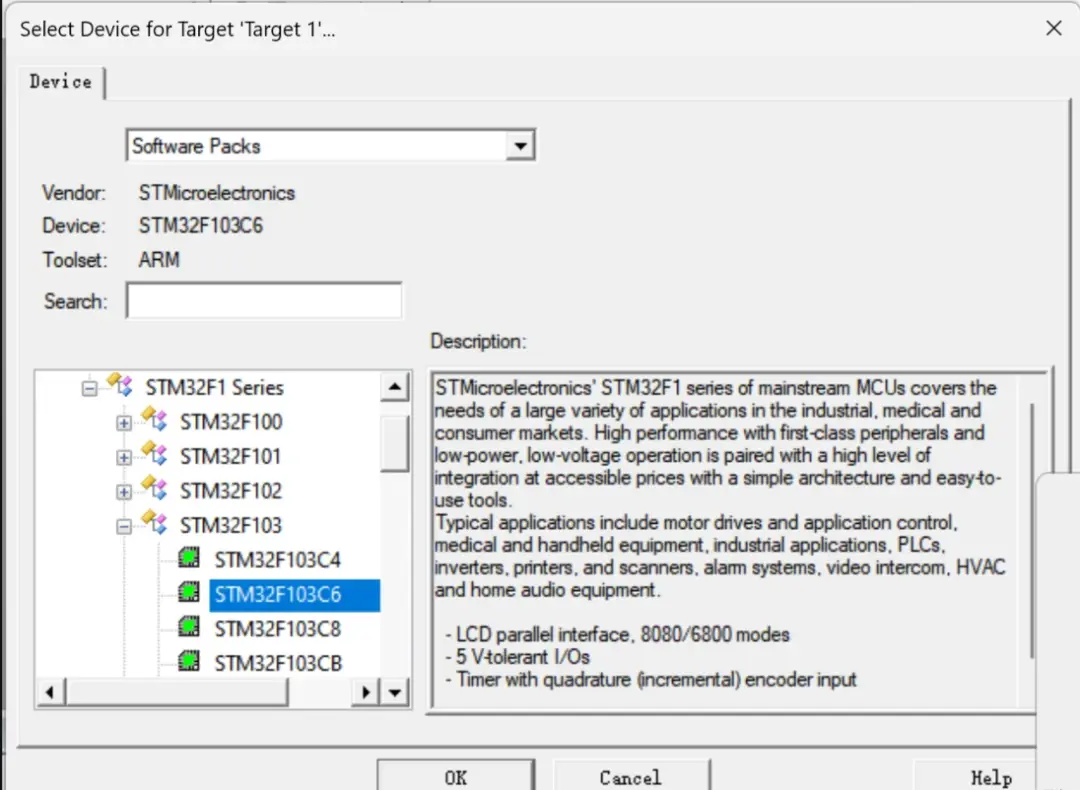 Select Device for Target 'Target 1'...
Device
Software Packs
Vendor: STMicroelectronics
Device: STM32F103C6
Toolset: ARM
Search:
Description:
STM32F1 Series
STM32F100
STM32F101
STM32F102
STM32F103
STM32F103C4
STM32F103C6
STM32F103C8
STM32F103CB
STMicroelectronics' STM32F1 series of mainstream MCUs covers the
needs of a large variety of applications in the industrial, medical and
consumer markets. High performance with first-class peripherals and
low-power, low-voltage operation is paired with a high level of
integration at accessible prices with a simple architecture and easy-to-
use tools.
Typical applications include motor drives and application control,
medical and handheld equipment, industrial applications, PLCs,
inverters, printers, and scanners, alarm systems, video intercom, HVAC
and home audio equipment.
- LCD parallel interface, 8080/6800 modes
- 5 V-tolerant I/Os
- Timer with quadrature (incremental) encoder input
OK
Cancel
Help